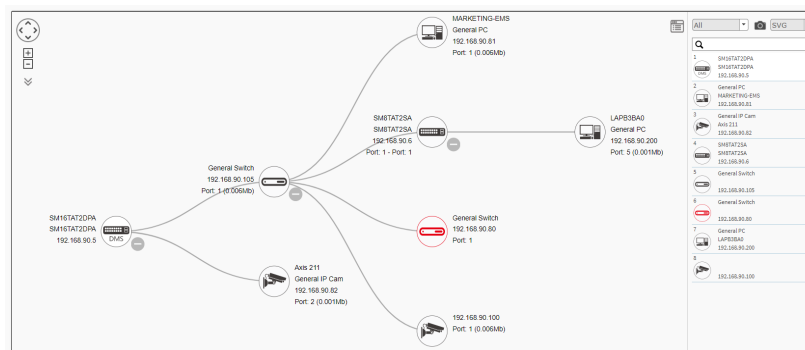 MARKETING-EMS
General PC
192.168.90.81
Port: 1 (0.006Mb)
SM8TAT2SA
SM8TAT2SA
192.168.90.6
Port: 1 - Port: 1
LAPB3BA0
General PC
192.168.90.200
Port: 5 (0.001Mb)
General Switch
192.168.90.105
Port: 1 (0.006Mb)
SM16TAT2DPA
SM16TAT2DPA
192.168.90.5
DMS
General Switch
192.168.90.80
Port: 1
Axis 211
General IP Cam
192.168.90.82
Port: 2 (0.001Mb)
192.168.90.100
Port: 1 (0.006Mb)
All
SVG
1
SM16TAT2DPA
SM16TAT2DPA
192.168.90.5
DMS
2
General PC
MARKETING-EMS
192.168.90.81
3
General IP Cam
Axis 211
192.168.90.82
4
SM8TAT2SA
SM8TAT2SA
192.168.90.6
5
General Switch
192.168.90.105
6
General Switch
192.168.90.80
7
General PC
LAPB3BA0
192.168.90.200
8
192.168.90.100